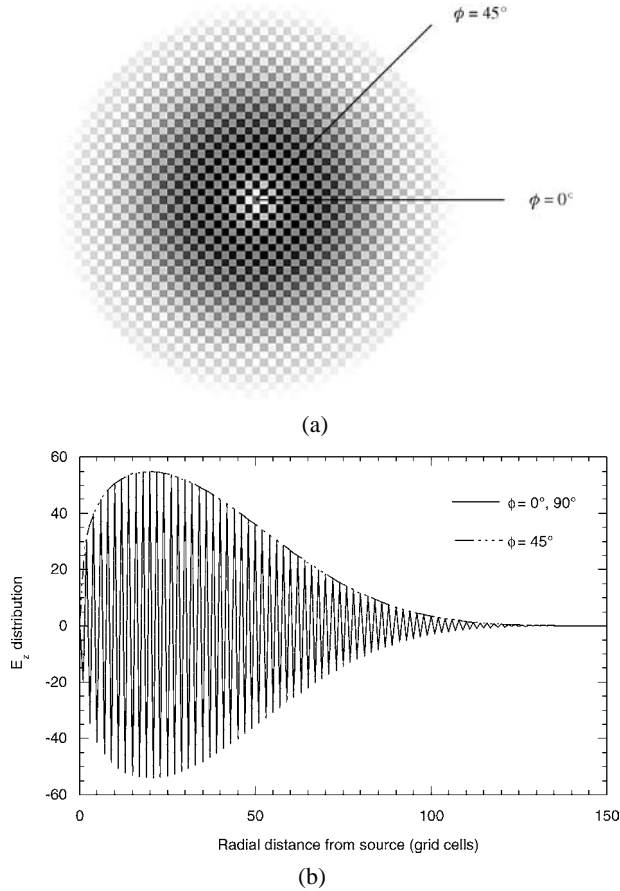 ϕ = 45°
ϕ = 0°
(a)
60
40
20
0
-20
-40
-60
E_z distribution
ϕ = 0°, 90°
ϕ = 45°
0
50
100
150
Radial distance from source (grid cells)
(b)